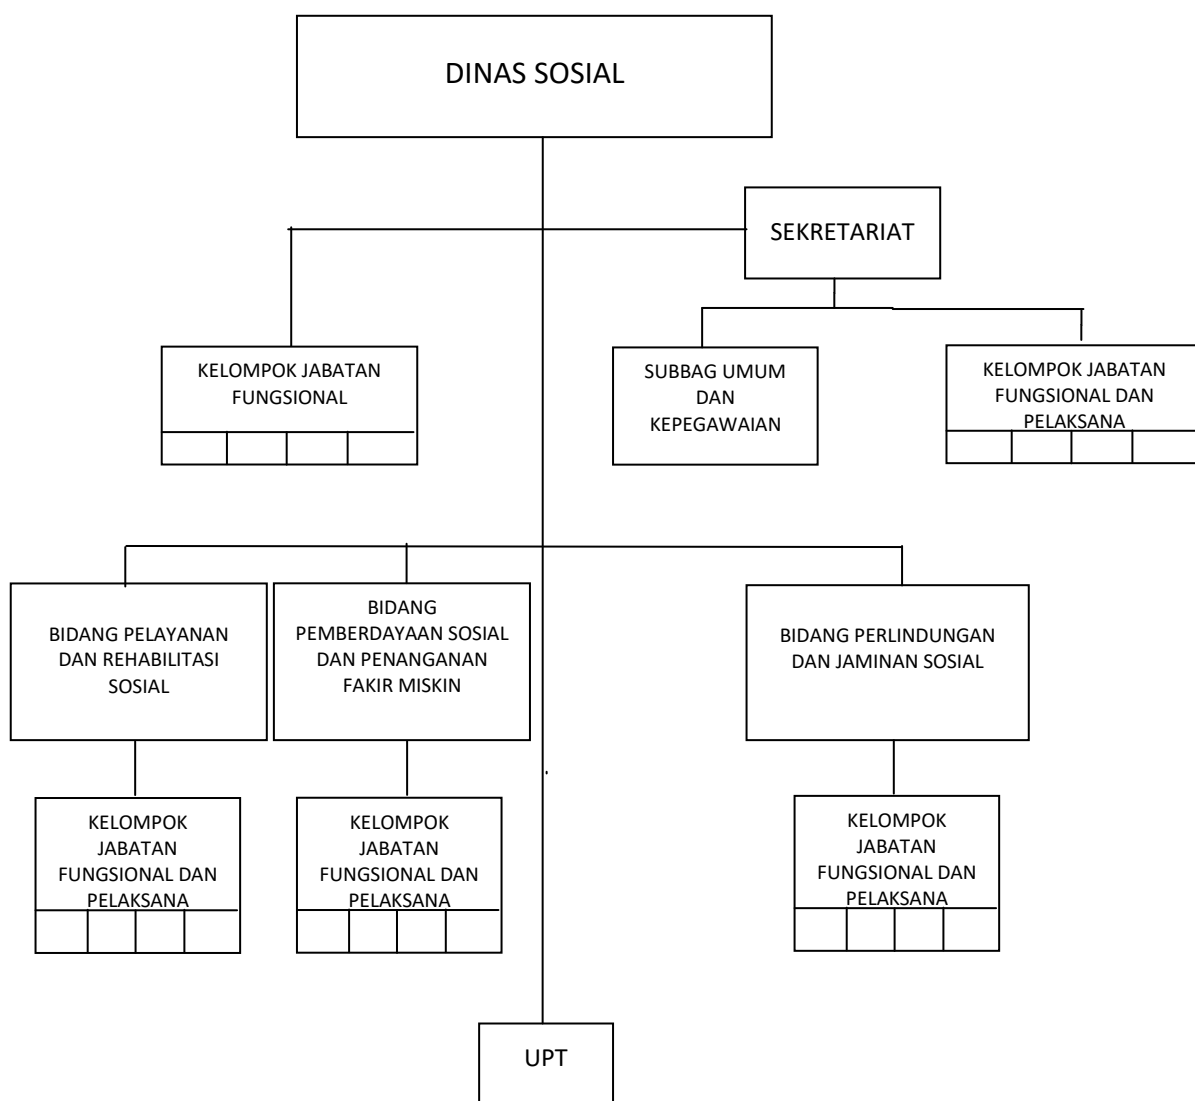 DINAS SOSIAL
SEKRETARIAT
KELOMPOK JABATAN
FUNGSIONAL
SUBBAG UMUM
DAN
KEPEGAWAIAN
KELOMPOK JABATAN
FUNGSIONAL DAN
PELAKSANA
BIDANG PELAYANAN
DAN REHABILITASI
SOSIAL
BIDANG
PEMBERDAYAAN SOSIAL
DAN PENANGANAN
FAKIR MISKIN
BIDANG PERLINDUNGAN
DAN JAMINAN SOSIAL
KELOMPOK
JABATAN
FUNGSIONAL DAN
PELAKSANA
KELOMPOK
JABATAN
FUNGSIONAL DAN
PELAKSANA
KELOMPOK
JABATAN
FUNGSIONAL DAN
PELAKSANA
UPT